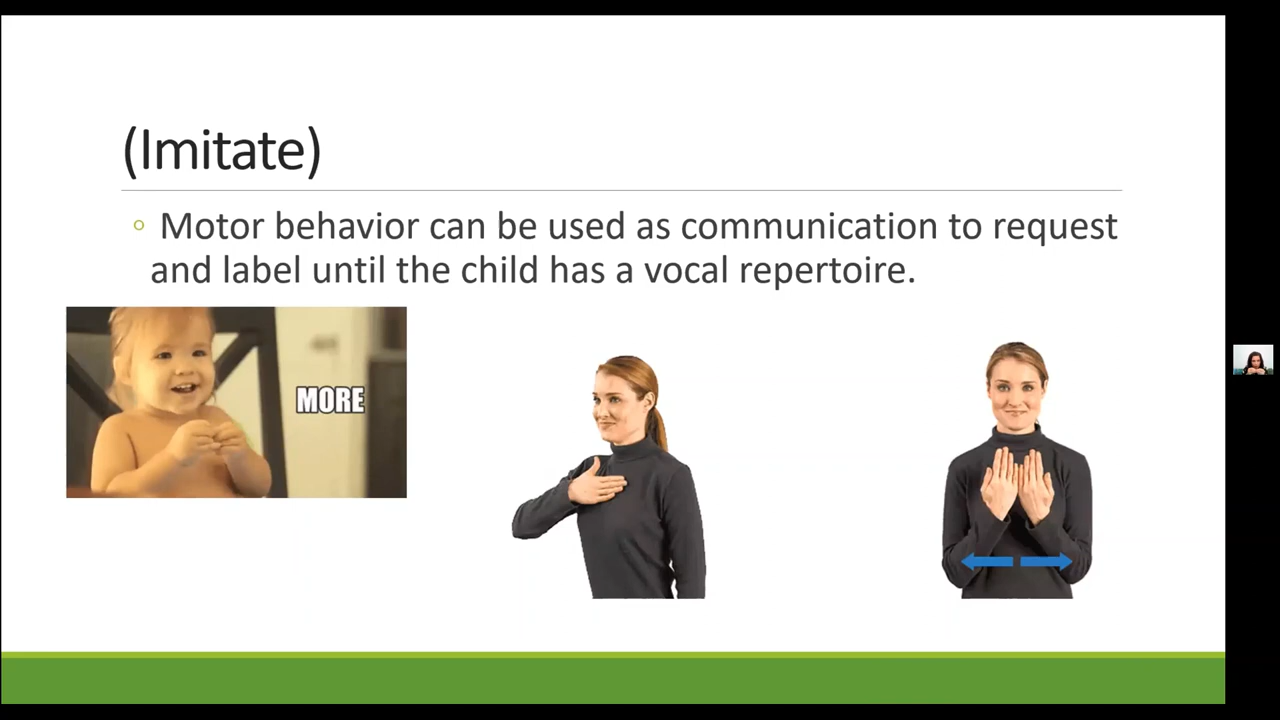 (Imitate)
Motor behavior can be used as communication to request
and label until the child has a vocal repertoire.
MORE